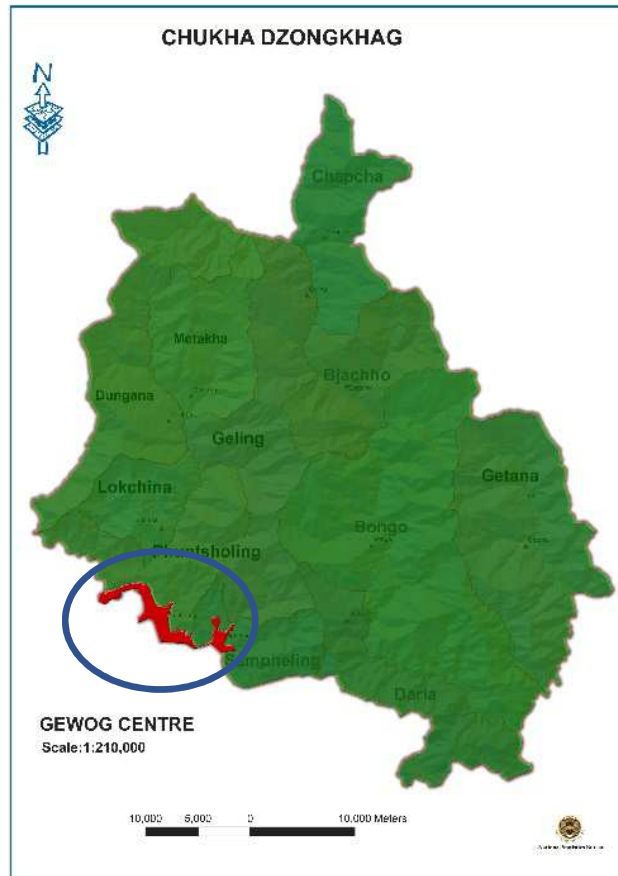 CHUKHA DZONGKHAG
N
Chapcha
Metakha
Bjachho
Dungana
Geling
Lokchina
Getana
Bongo
Phuntsholing
Sampheling
Darla
GEWOG CENTRE
Scale:1:210,000
10,000 5,000 0 10,000 Meters